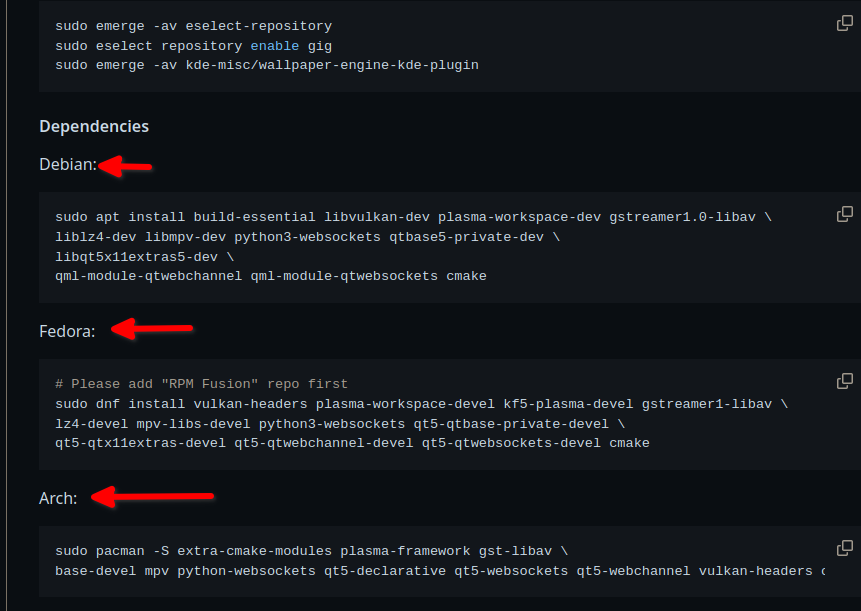 sudo emerge -av eselect-repository
sudo eselect repository enable gig
sudo emerge -av kde-misc/wallpaper-engine-kde-plugin
Dependencies
Debian:
sudo apt install build-essential libvulkan-dev plasma-workspace-dev gstreamer1.0-libav \
liblz4-dev libmpv-dev python3-websockets qtbase5-private-dev \
libqt5x11extras5-dev \
qml-module-qtwebchannel qml-module-qtwebsockets cmake
Fedora:
# Please add "RPM Fusion" repo first
sudo dnf install vulkan-headers plasma-workspace-devel kf5-plasma-devel gstreamer1-libav \
lz4-devel mpv-libs-devel python3-websockets qt5-qtbase-private-devel \
qt5-qtx11extras-devel qt5-qtwebchannel-devel qt5-qtwebsockets-devel cmake
Arch:
sudo pacman -S extra-cmake-modules plasma-framework gst-libav \
base-devel mpv python-websockets qt5-declarative qt5-websockets qt5-webchannel vulkan-headers